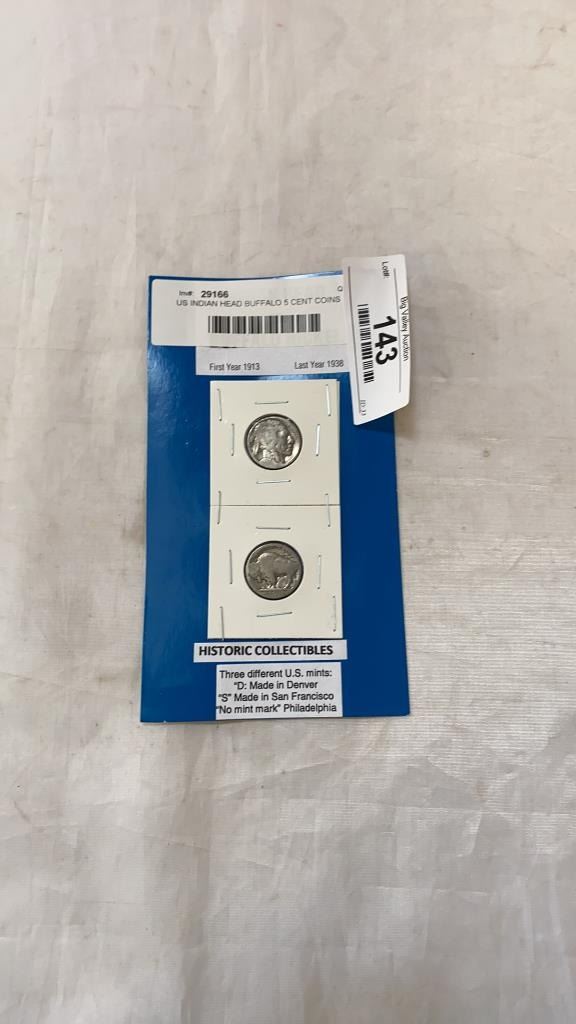 Inv#: 29166
Q
US INDIAN HEAD BUFFALO 5 CENT COINS
Lot#:
143
Big Valley Auction
First Year 1913 Last Year 1938
HISTORIC COLLECTIBLES
Three different U.S. mints:
"D: Made in Denver
"S" Made in San Francisco
"No mint mark" Philadelphia